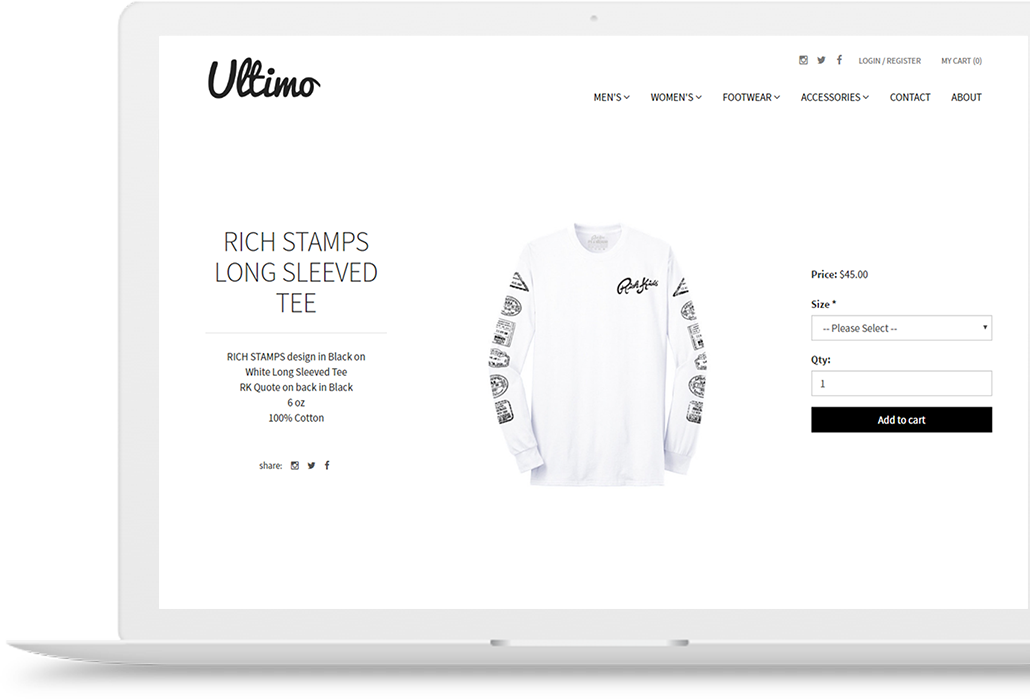 Ultimo
LOGIN / REGISTER
MY CART (0)
MEN'S
WOMEN'S
FOOTWEAR
ACCESSORIES
CONTACT
ABOUT
RICH STAMPS
LONG SLEEVED
TEE
RICH STAMPS design in Black on
White Long Sleeved Tee
RK Quote on back in Black
6 oz
100% Cotton
share:
Rich Kids
Price: $45.00
Size *
-- Please Select --
Qty:
1
Add to cart